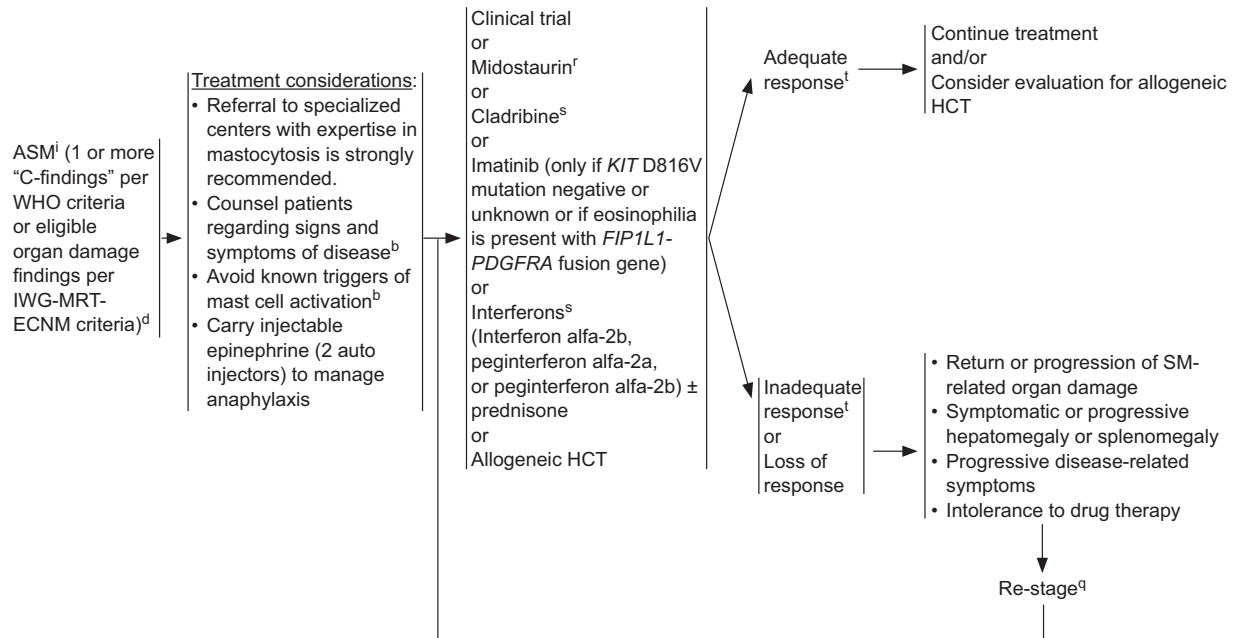 ASMⁱ (1 or more
“C-findings” per
WHO criteria
or eligible
organ damage
findings per
IWG-MRT-
ECNM criteria)ᵈ
Treatment considerations:
• Referral to specialized
centers with expertise in
mastocytosis is strongly
recommended.
• Counsel patients
regarding signs and
symptoms of diseaseᵇ
• Avoid known triggers of
mast cell activationᵇ
• Carry injectable
epinephrine (2 auto
injectors) to manage
anaphylaxis
Clinical trial
or
Midostaurinʳ
or
Cladribineˢ
or
Imatinib (only if KIT D816V
mutation negative or
unknown or if eosinophilia
is present with FIP1L1-
PDGFRA fusion gene)
or
Interferonsˢ
(Interferon alfa-2b,
peginterferon alfa-2a,
or peginterferon alfa-2b) ±
prednisone
or
Allogeneic HCT
Adequate
responseᵗ
Continue treatment
and/or
Consider evaluation for allogeneic
HCT
Inadequate
responseᵗ
or
Loss of
response
• Return or progression of SM-
related organ damage
• Symptomatic or progressive
hepatomegaly or splenomegaly
• Progressive disease-related
symptoms
• Intolerance to drug therapy
Re-stage𐞥